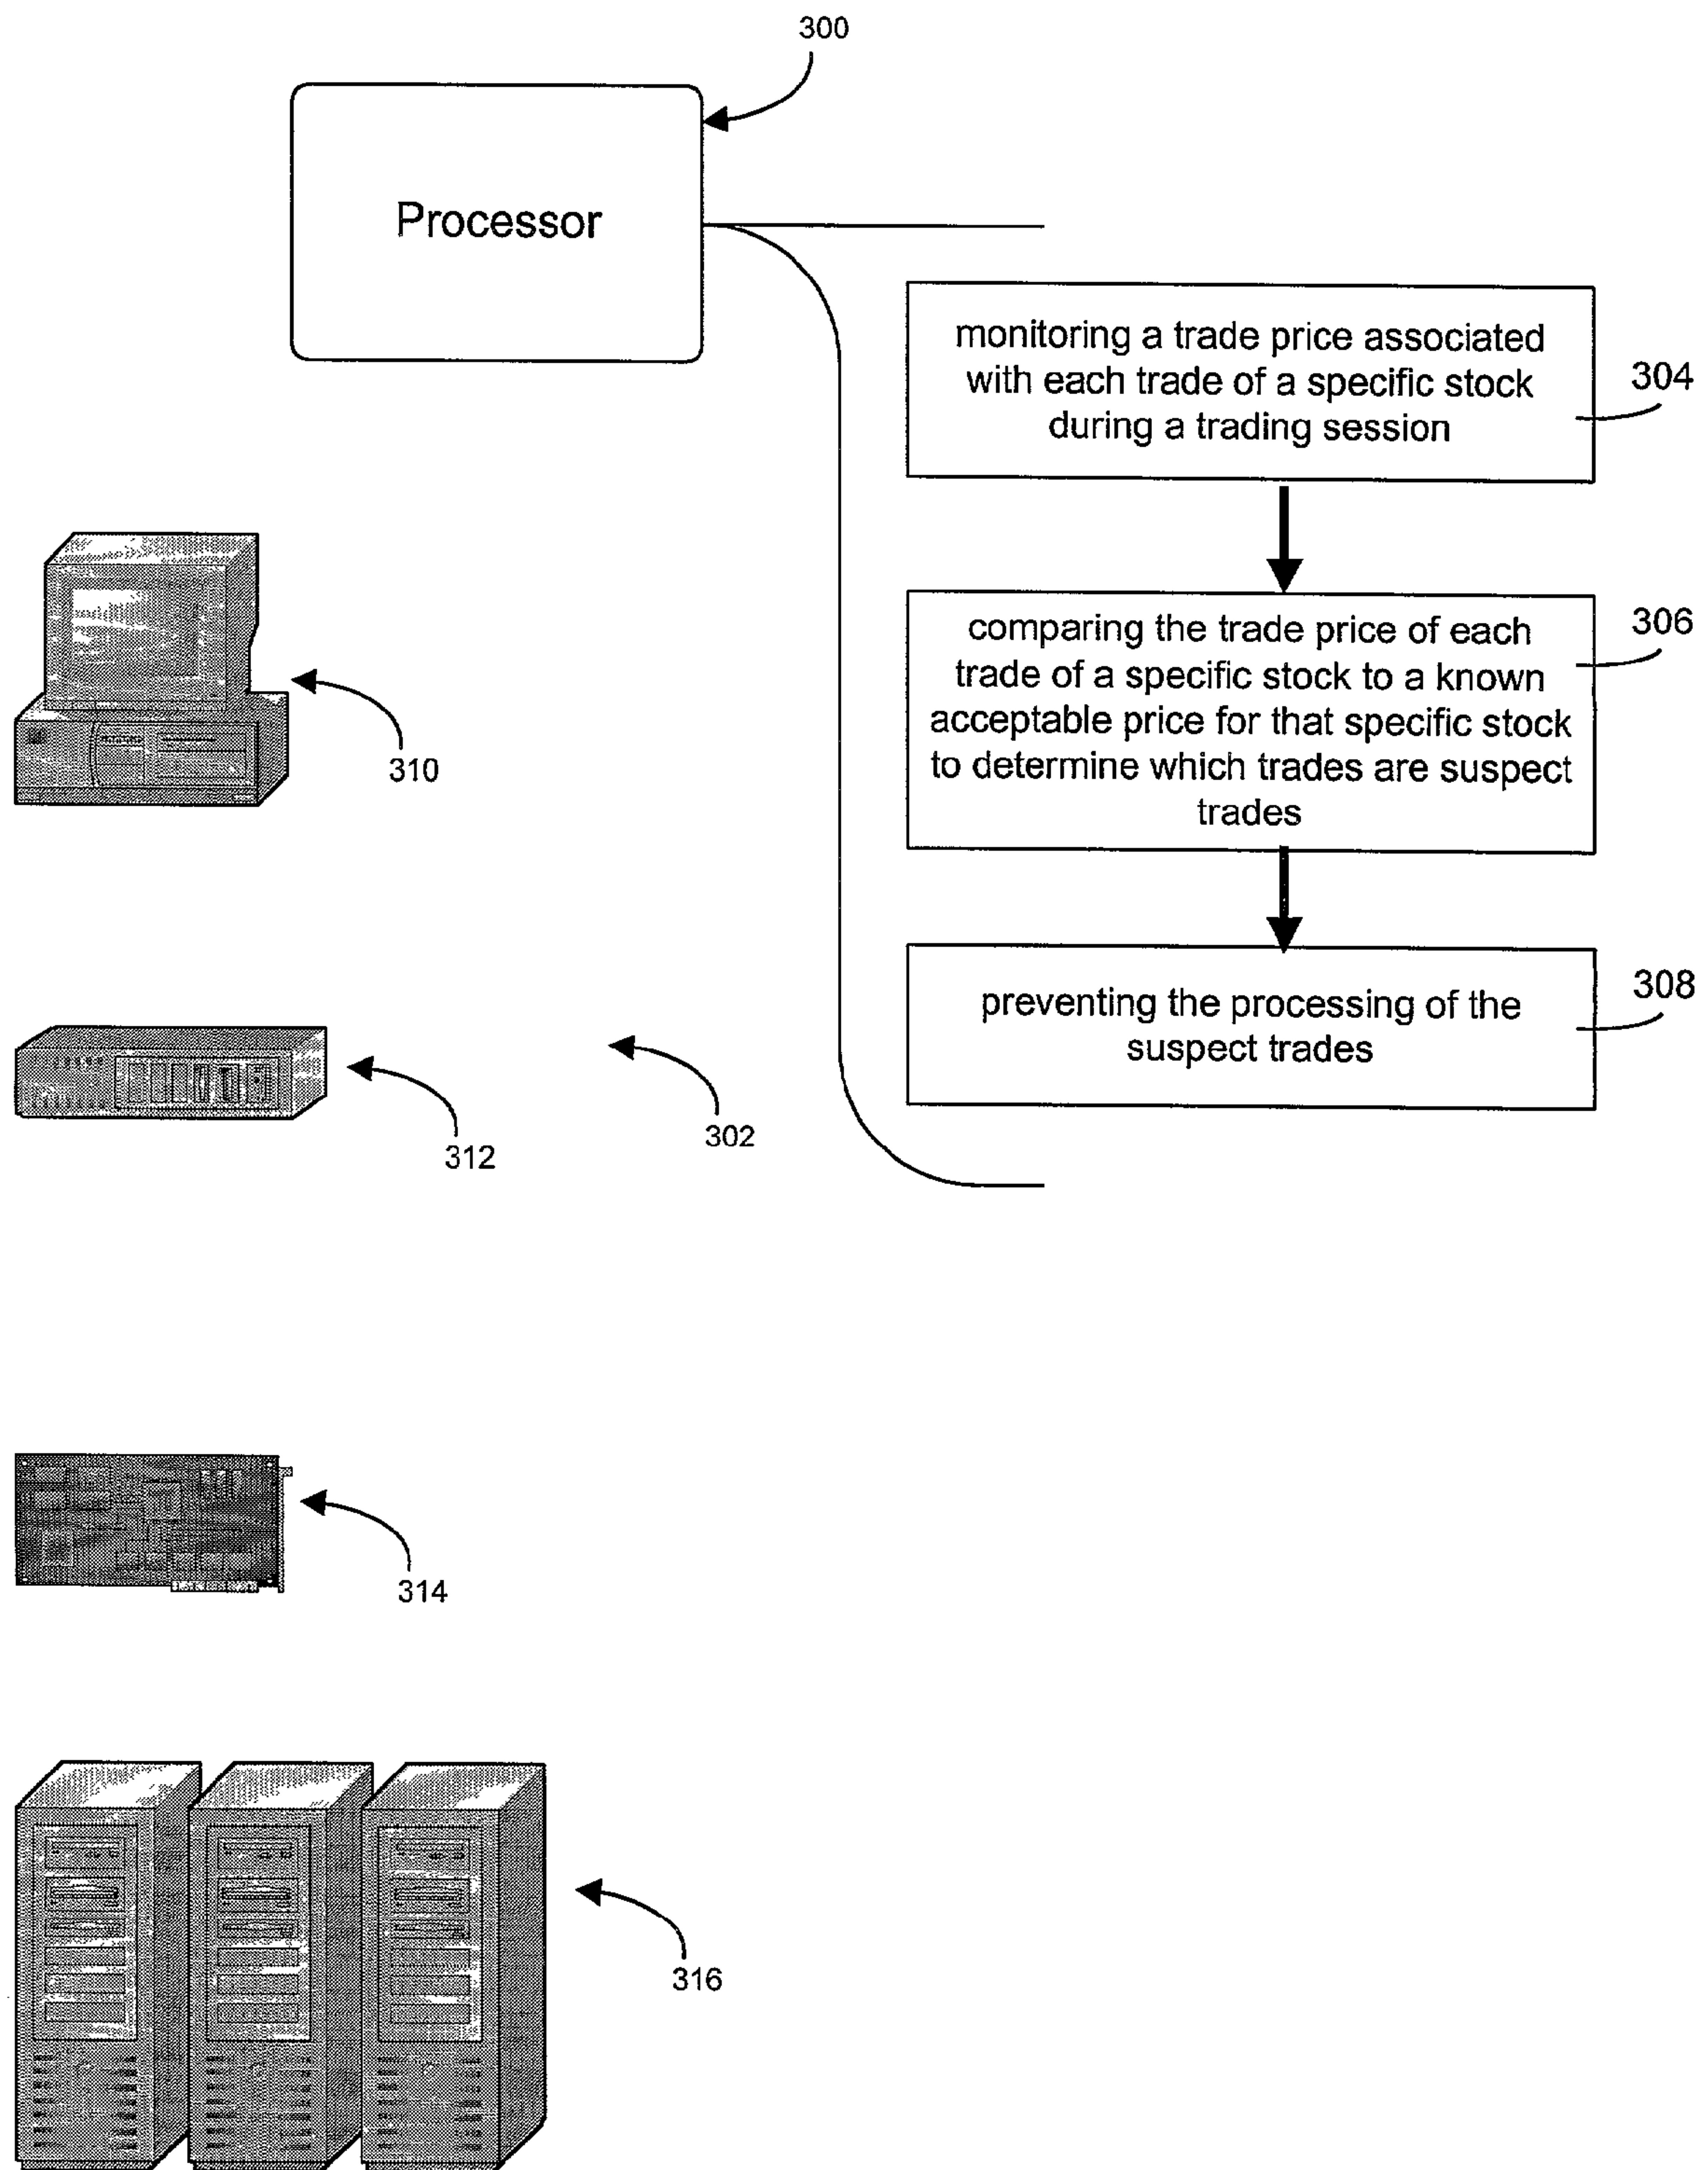 300
Processor
monitoring a trade price associated
with each trade of a specific stock
during a trading session
304
comparing the trade price of each
trade of a specific stock to a known
acceptable price for that specific stock
to determine which trades are suspect
trades
306
310
preventing the processing of the
suspect trades
308
302
312
314
316